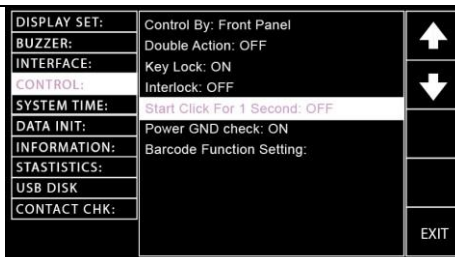 DISPLAY SET:
BUZZER:
INTERFACE:
CONTROL:
SYSTEM TIME:
DATA INIT:
INFORMATION:
STASTISTICS:
USB DISK
CONTACT CHK:
Control By: Front Panel
Double Action: OFF
Key Lock: ON
Interlock: OFF
Start Click For 1 Second: OFF
Power GND check: ON
Barcode Function Setting:
EXIT